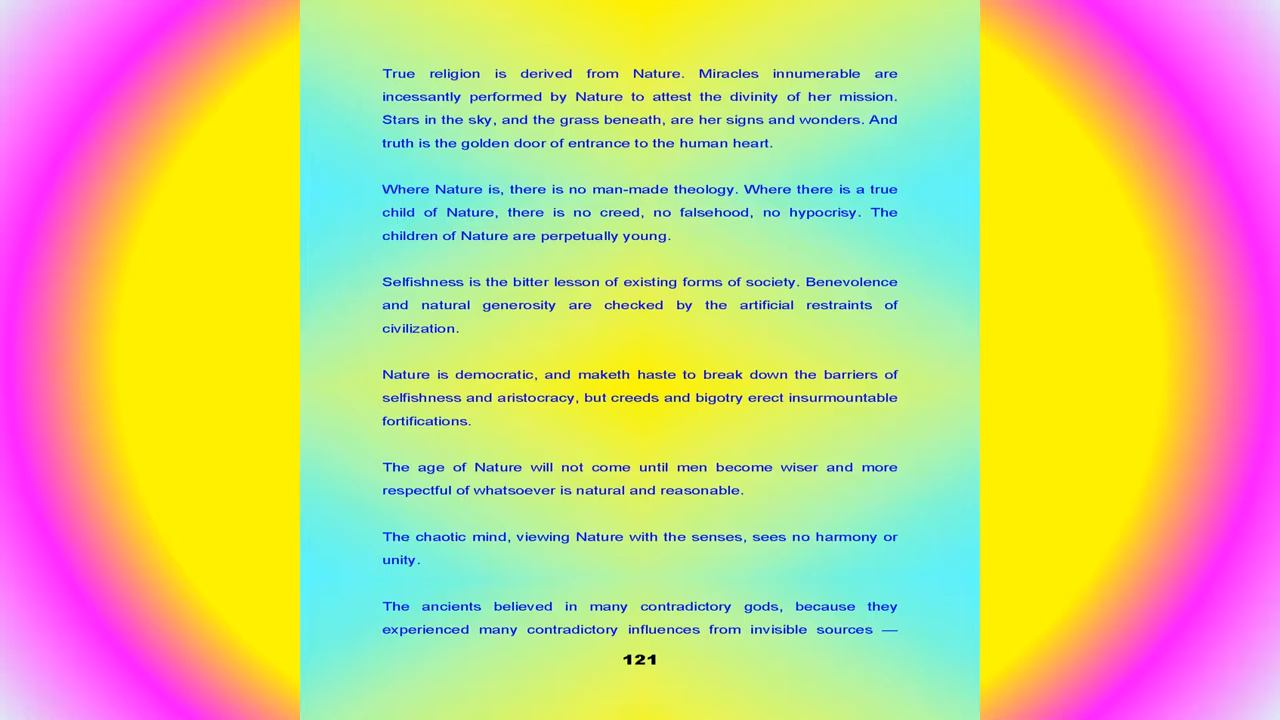 True religion is derived from Nature. Miracles innumerable are
incessantly performed by Nature to attest the divinity of her mission.
Stars in the sky, and the grass beneath, are her signs and wonders. And
truth is the golden door of entrance to the human heart.
Where Nature is, there is no man-made theology. Where there is a true
child of Nature, there is no creed, no falsehood, no hypocrisy. The
children of Nature are perpetually young.
Selfishness is the bitter lesson of existing forms of society. Benevolence
and natural generosity are checked by the artificial restraints of
civilization.
Nature is democratic, and maketh haste to break down the barriers of
selfishness and aristocracy, but creeds and bigotry erect insurmountable
fortifications.
The age of Nature will not come until men become wiser and more
respectful of whatsoever is natural and reasonable.
The chaotic mind, viewing Nature with the senses, sees no harmony or
unity.
The ancients believed in many contradictory gods, because they
experienced many contradictory influences from invisible sources —
121